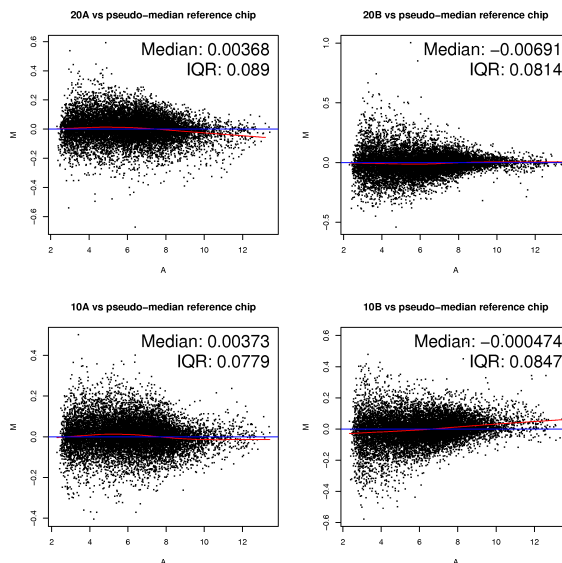 20A vs pseudo−median reference chip
Median: 0.00368
IQR: 0.089
M
−0.6 −0.4 −0.2 0.0 0.2 0.4 0.6
2 4 6 8 10 12
A
20B vs pseudo−median reference chip
Median: −0.00691
IQR: 0.0814
M
−0.5 0.0 0.5 1.0
2 4 6 8 10 12
A
10A vs pseudo−median reference chip
Median: 0.00373
IQR: 0.0779
M
−0.4 −0.2 0.0 0.2 0.4
2 4 6 8 10 12
A
10B vs pseudo−median reference chip
Median: −0.000474
IQR: 0.0847
M
−0.6 −0.4 −0.2 0.0 0.2 0.4 0.6
2 4 6 8 10 12
A